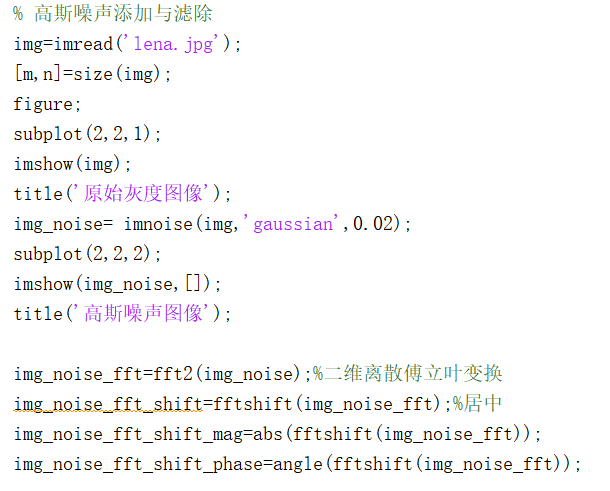 % 高斯噪声添加与滤除
img=imread('lena.jpg');
[m,n]=size(img);
figure;
subplot(2,2,1);
imshow(img);
title('原始灰度图像');
img_noise= imnoise(img,'gaussian',0.02);
subplot(2,2,2);
imshow(img_noise,[]);
title('高斯噪声图像');
img_noise_fft=fft2(img_noise);%二维离散傅立叶变换
img_noise_fft_shift=fftshift(img_noise_fft);%居中
img_noise_fft_shift_mag=abs(fftshift(img_noise_fft));
img_noise_fft_shift_phase=angle(fftshift(img_noise_fft));